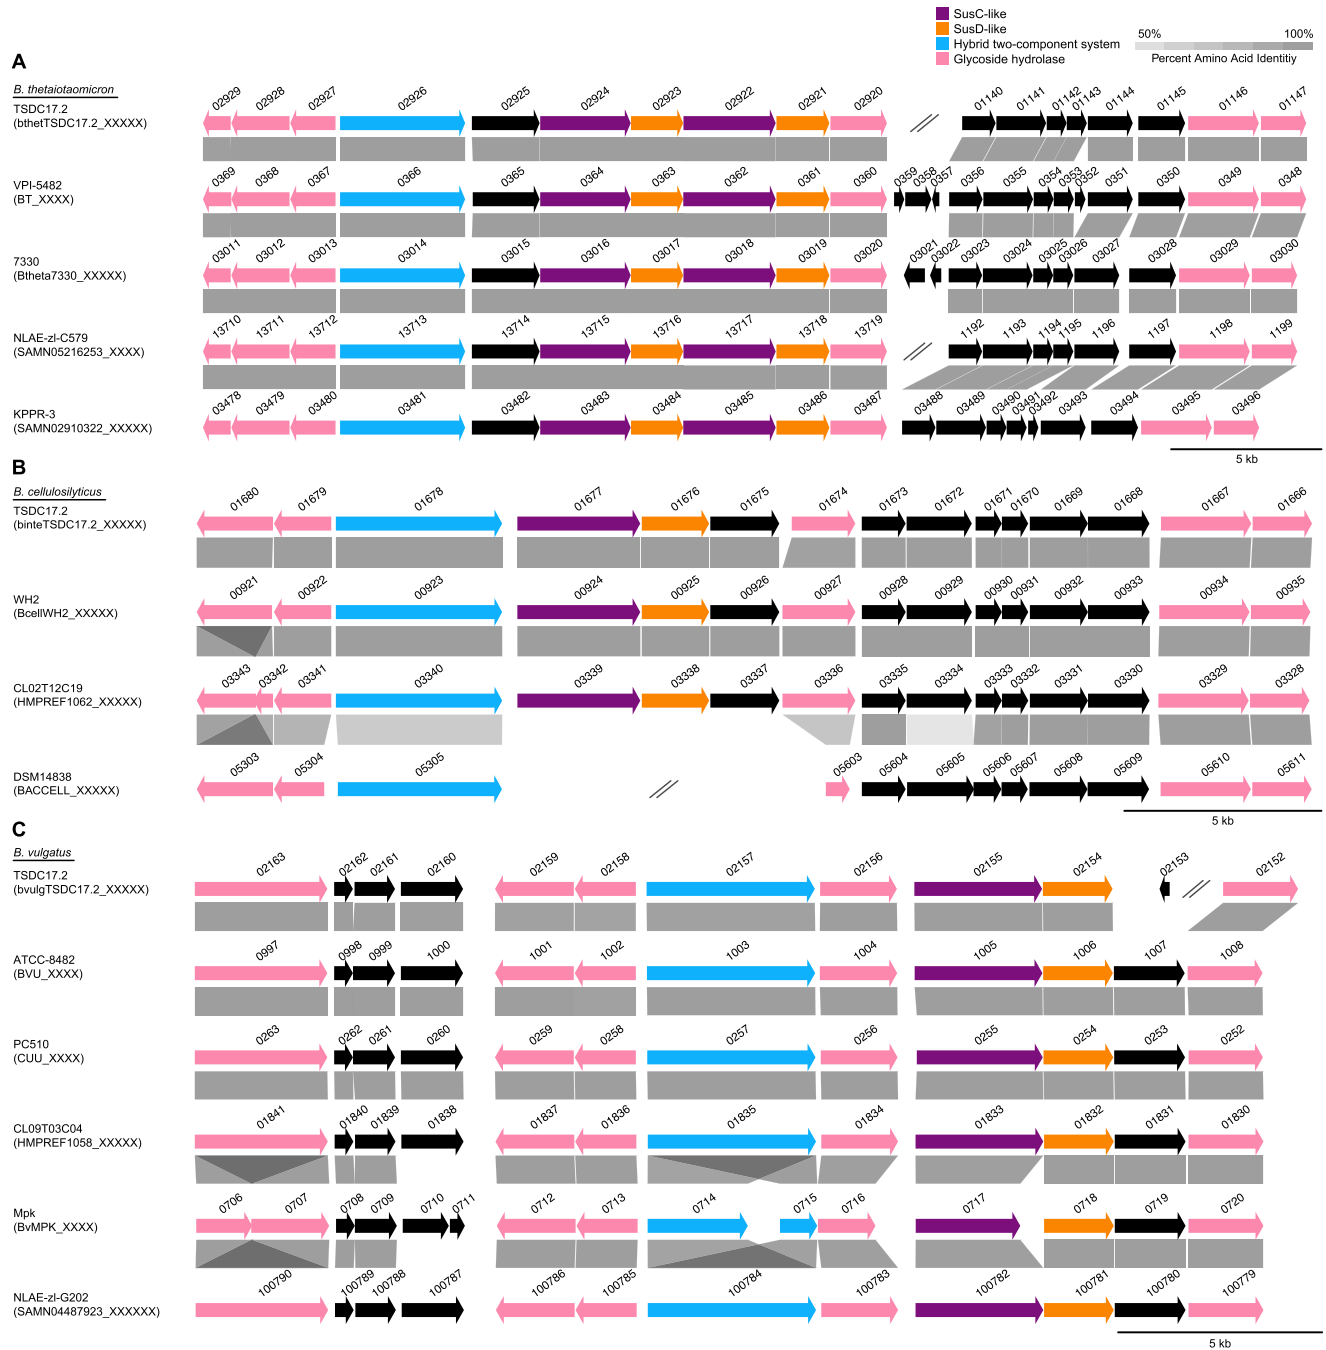 SusC-like
SusD-like
Hybrid two-component system
Glycoside hydrolase
50% 100%
Percent Amino Acid Identitiy
A
B. thetaiotaomicron
TSDC17.2
(bthetTSDC17.2_XXXXX)
02929 02928 02927 02926 02925 02924 02923 02922 02921 02920 01140 01141 01142 01143 01144 01145 01146 01147
VPI-5482
(BT_XXXX)
0369 0368 0367 0366 0365 0364 0363 0362 0361 0360 0359 0358 0357 0356 0355 0354 0353 0352 0351 0350 0349 0348
7330
(Btheta7330_XXXXX)
03011 03012 03013 03014 03015 03016 03017 03018 03019 03020 03021 03022 03023 03024 03025 03026 03027 03028 03029 03030
NLAE-zl-C579
(SAMN05216253_XXXX)
13710 13711 13712 13713 13714 13715 13716 13717 13718 13719 1192 1193 1194 1195 1196 1197 1198 1199
KPPR-3
(SAMN02910322_XXXXX)
03478 03479 03480 03481 03482 03483 03484 03485 03486 03487 03488 03489 03490 03491 03492 03493 03494 03495 03496
5 kb
B
B. cellulosilyticus
TSDC17.2
(binteTSDC17.2_XXXXX)
01680 01679 01678 01677 01676 01675 01674 01673 01672 01671 01670 01669 01668 01667 01666
WH2
(BcellWH2_XXXXX)
00921 00922 00923 00924 00925 00926 00927 00928 00929 00930 00931 00932 00933 00934 00935
CL02T12C19
(HMPREF1062_XXXXX)
03343 03342 03341 03340 03339 03338 03337 03336 03335 03334 03333 03332 03331 03330 03329 03328
DSM14838
(BACCELL_XXXXX)
05303 05304 05305 05603 05604 05605 05606 05607 05608 05609 05610 05611
5 kb
C
B. vulgatus
TSDC17.2
(bvulgTSDC17.2_XXXXX)
02163 02162 02161 02160 02159 02158 02157 02156 02155 02154 02153 02152
ATCC-8482
(BVU_XXXX)
0997 0998 0999 1000 1001 1002 1003 1004 1005 1006 1007 1008
PC510
(CUU_XXXX)
0263 0262 0261 0260 0259 0258 0257 0256 0255 0254 0253 0252
CL09T03C04
(HMPREF1058_XXXXX)
01841 01840 01839 01838 01837 01836 01835 01834 01833 01832 01831 01830
Mpk
(BvMPK_XXXX)
0706 0707 0708 0709 0710 0711 0712 0713 0714 0715 0716 0717 0718 0719 0720
NLAE-zl-G202
(SAMN04487923_XXXXXX)
100790 100789 100788 100787 100786 100785 100784 100783 100782 100781 100780 100779
5 kb